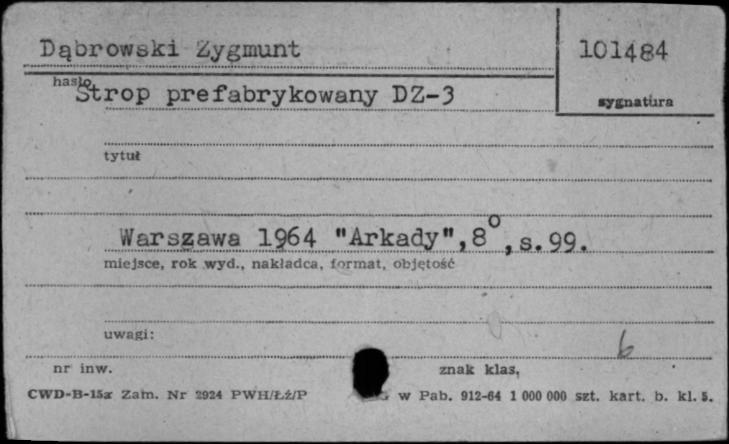 Dąbrowski Zygmunt 101484
hasło sygnatura
Strop prefabrykowany DZ-3
tytuł
Warszawa 1964 "Arkady", 8°, s. 99.
miejsce, rok wyd., nakładca, format, objętość
uwagi:
b
nr inw. znak klas.
CWD-B-15a Zam. Nr 2924 PWH/Łź/P w Pab. 912-64 1 000 000 szt. kart. b. kl. 5.